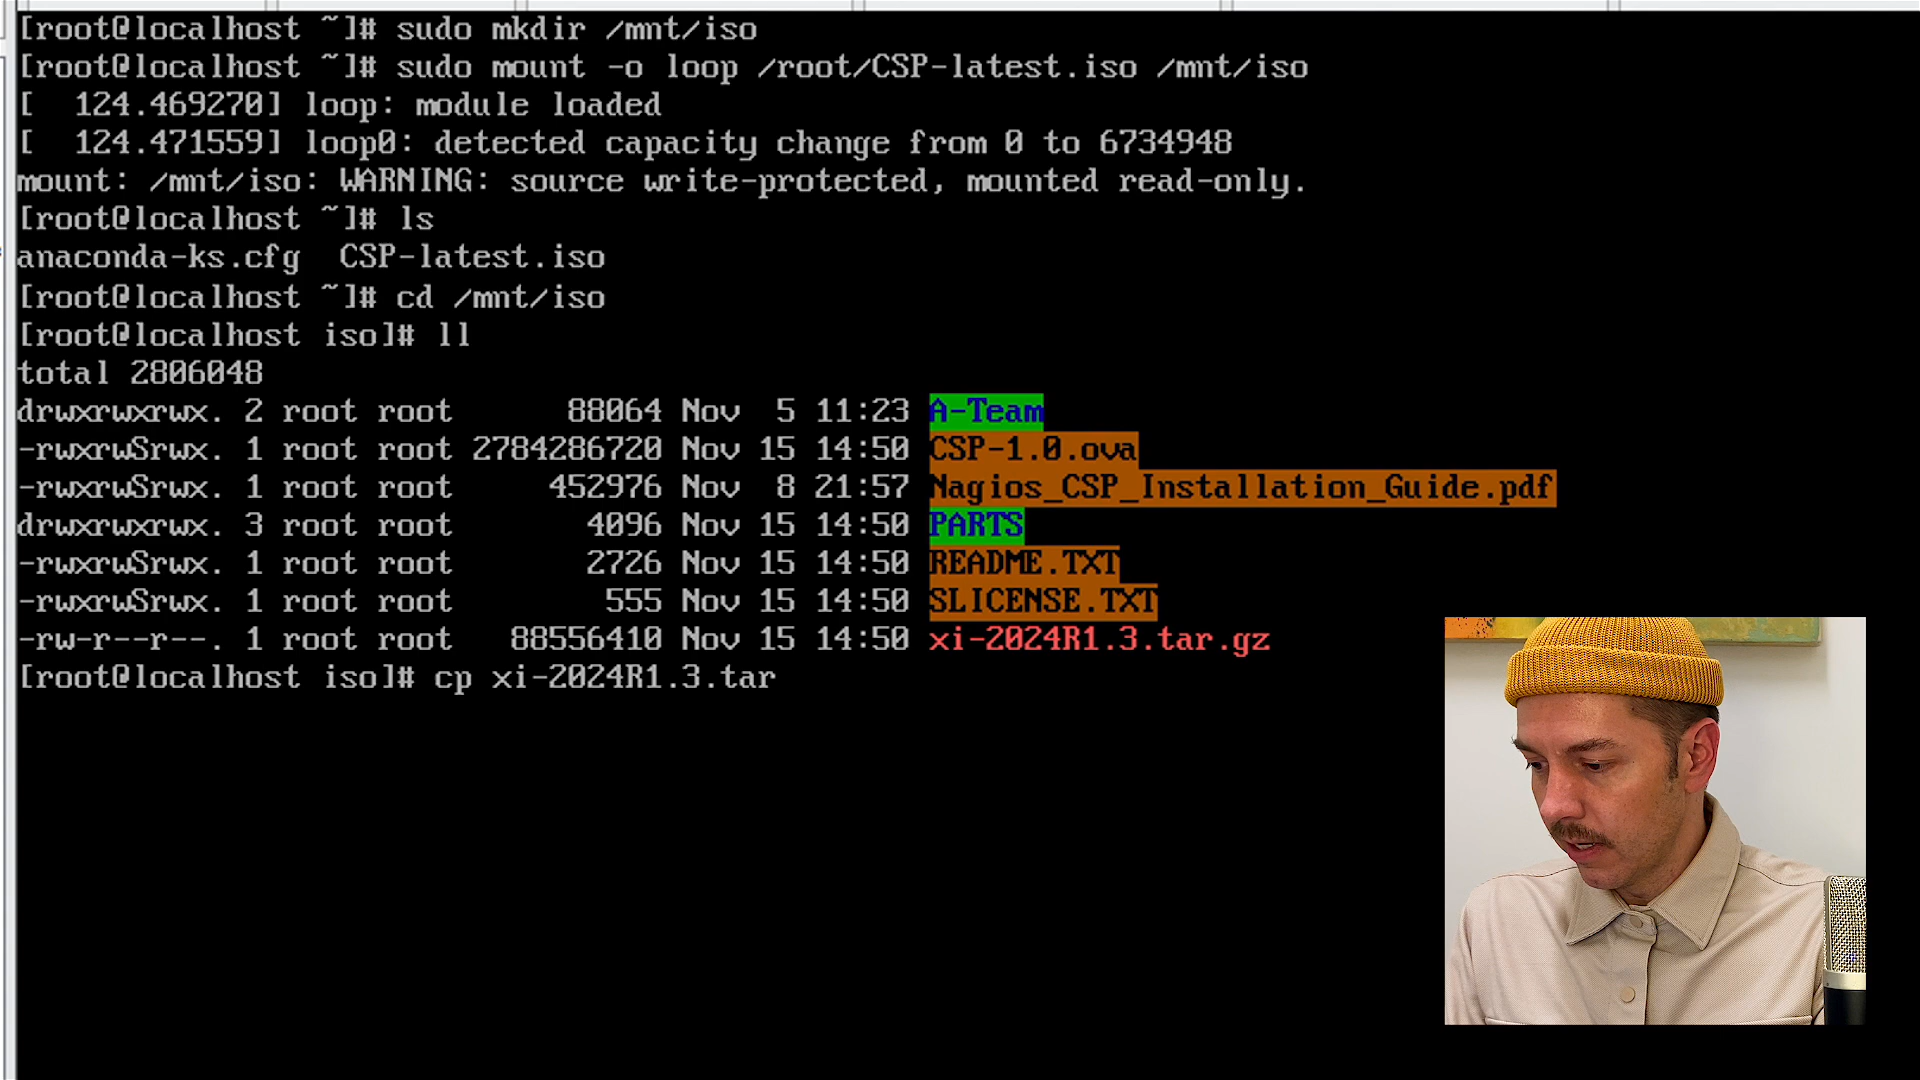 [root@localhost ~]# sudo mkdir /mnt/iso
[root@localhost ~]# sudo mount -o loop /root/CSP-latest.iso /mnt/iso
[  124.469270] loop: module loaded
[  124.471559] loop0: detected capacity change from 0 to 6734948
mount: /mnt/iso: WARNING: source write-protected, mounted read-only.
[root@localhost ~]# ls
anaconda-ks.cfg  CSP-latest.iso
[root@localhost ~]# cd /mnt/iso
[root@localhost iso]# ll
total 2806048
drwxrwxrwx. 2 root root      88064 Nov  5 11:23 A-Team
-rwxrwSrwx. 1 root root 2784286720 Nov 15 14:50 CSP-1.0.ova
-rwxrwSrwx. 1 root root     452976 Nov  8 21:57 Nagios_CSP_Installation_Guide.pdf
drwxrwxrwx. 3 root root       4096 Nov 15 14:50 PARTS
-rwxrwSrwx. 1 root root       2726 Nov 15 14:50 README.TXT
-rwxrwSrwx. 1 root root        555 Nov 15 14:50 SLICENSE.TXT
-rw-r--r--. 1 root root   88556410 Nov 15 14:50 xi-2024R1.3.tar.gz
[root@localhost iso]# cp xi-2024R1.3.tar